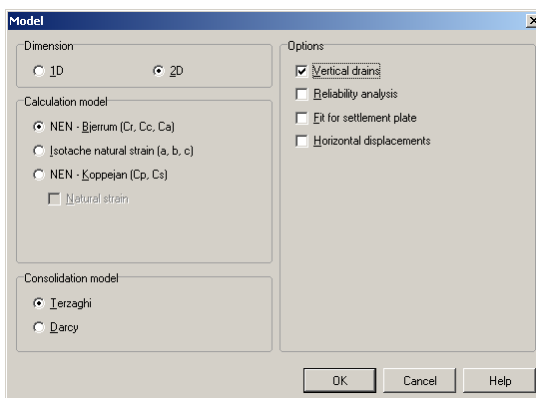 Model
Dimension
1D
2D
Calculation model
NEN - Bjerrum (Cr, Cc, Ca)
Isotache natural strain (a, b, c)
NEN - Koppejan (Cp, Cs)
Natural strain
Consolidation model
Terzaghi
Darcy
Options
Vertical drains
Reliability analysis
Fit for settlement plate
Horizontal displacements
OK
Cancel
Help